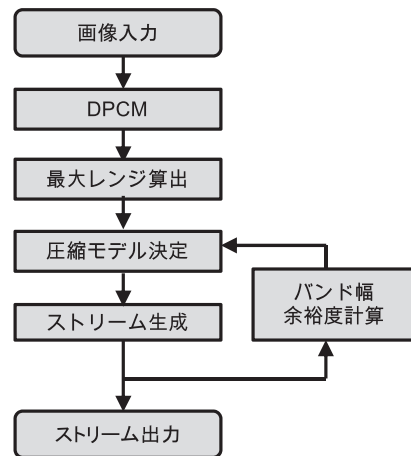 画像入力
DPCM
最大レンジ算出
圧縮モデル決定
ストリーム生成
バンド幅
余裕度計算
ストリーム出力